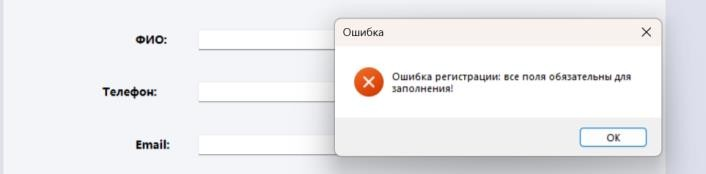 Ошибка
ФИО:
Ошибка регистрации: все поля обязательны для
заполнения!
Телефон:
OK
Email: